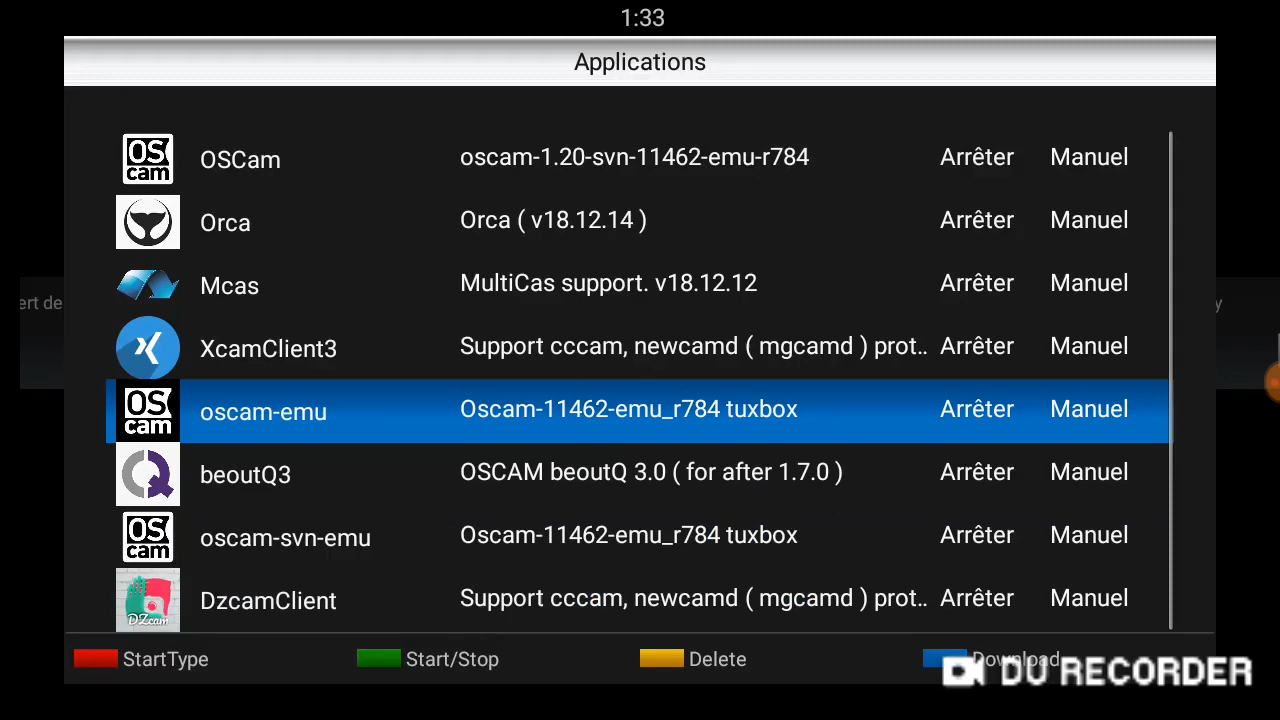 1:33
Applications
OS cam OSCam oscam-1.20-svn-11462-emu-r784 Arrêter Manuel
Orca Orca ( v18.12.14 ) Arrêter Manuel
Mcas MultiCas support. v18.12.12 Arrêter Manuel
ert de y
XcamClient3 Support cccam, newcamd ( mgcamd ) prot.. Arrêter Manuel
OS cam oscam-emu Oscam-11462-emu_r784 tuxbox Arrêter Manuel
beoutQ3 OSCAM beoutQ 3.0 ( for after 1.7.0 ) Arrêter Manuel
OS cam oscam-svn-emu Oscam-11462-emu_r784 tuxbox Arrêter Manuel
DZcam DzcamClient Support cccam, newcamd ( mgcamd ) prot.. Arrêter Manuel
StartType Start/Stop Delete Download
DU RECORDER